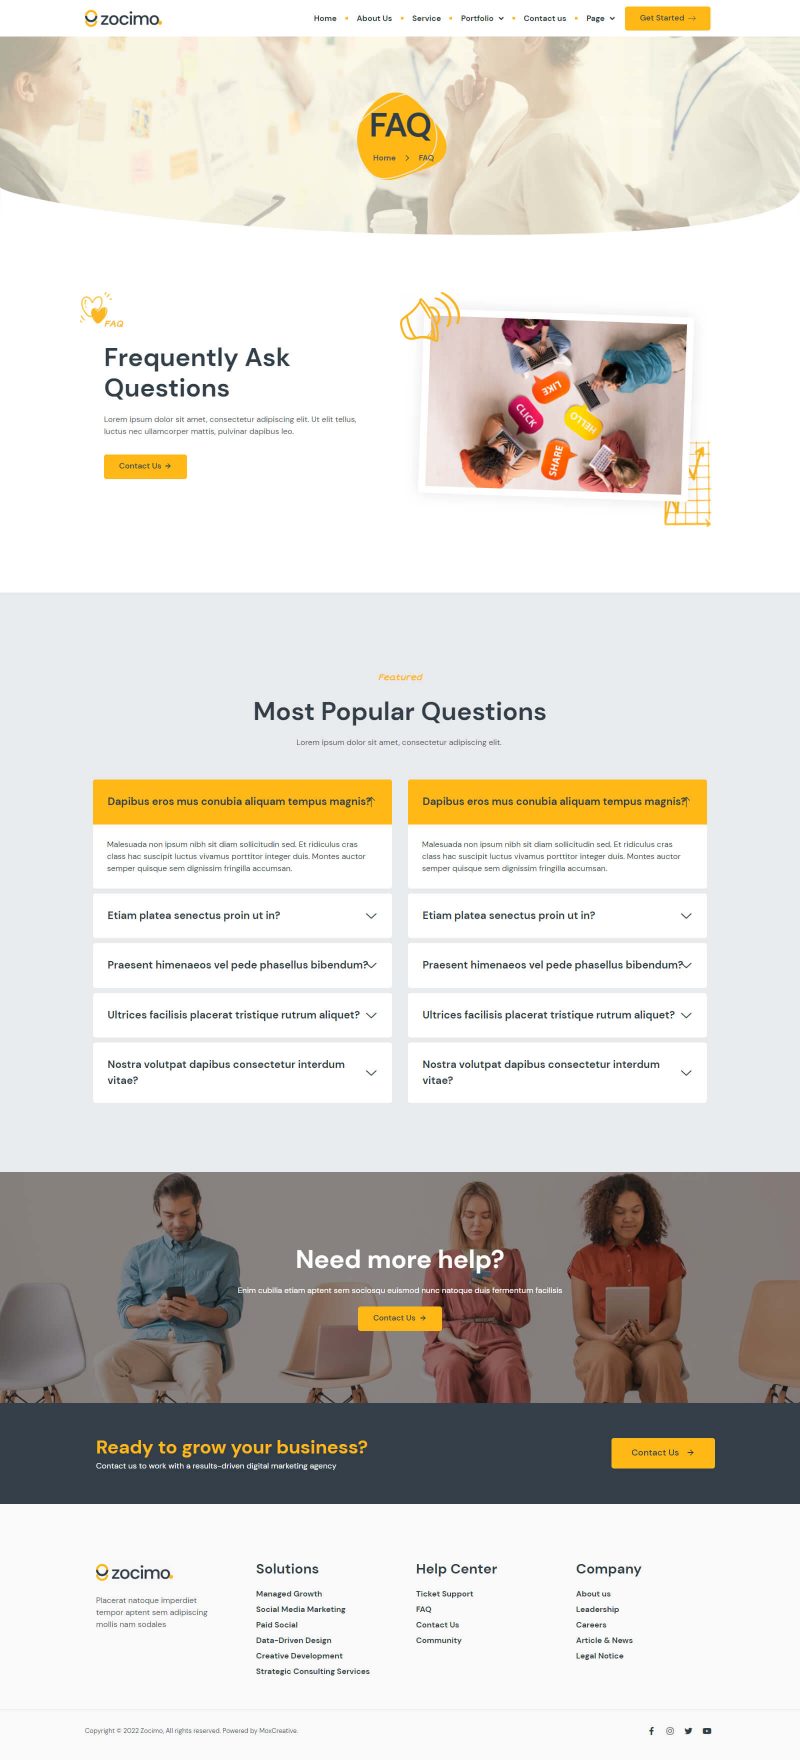 zocimo.
Home About Us Service Portfolio Contact us Page Get Started
FAQ
Home FAQ
FAQ
Frequently Ask
Questions
Lorem ipsum dolor sit amet, consectetur adipiscing elit. Ut elit tellus,
luctus nec ullamcorper mattis, pulvinar dapibus leo.
Contact Us
LIKE
CLICK
HELLO
SHARE
Featured
Most Popular Questions
Lorem ipsum dolor sit amet, consectetur adipiscing elit.
Dapibus eros mus conubia aliquam tempus magnis?
Malesuada non ipsum nibh sit diam sollicitudin sed. Et ridiculus cras
class hac suscipit luctus vivamus porttitor integer duis. Montes auctor
semper quisque sem dignissim fringilla accumsan.
Etiam platea senectus proin ut in?
Praesent himenaeos vel pede phasellus bibendum?
Ultrices facilisis placerat tristique rutrum aliquet?
Nostra volutpat dapibus consectetur interdum
vitae?
Dapibus eros mus conubia aliquam tempus magnis?
Malesuada non ipsum nibh sit diam sollicitudin sed. Et ridiculus cras
class hac suscipit luctus vivamus porttitor integer duis. Montes auctor
semper quisque sem dignissim fringilla accumsan.
Etiam platea senectus proin ut in?
Praesent himenaeos vel pede phasellus bibendum?
Ultrices facilisis placerat tristique rutrum aliquet?
Nostra volutpat dapibus consectetur interdum
vitae?
Need more help?
Enim cubilia etiam aptent sem sociosqu euismod nunc natoque duis fermentum facilisis
Contact Us
Ready to grow your business?
Contact us to work with a results-driven digital marketing agency
Contact Us
zocimo.
Placerat natoque imperdiet
tempor aptent sem adipiscing
mollis nam sodales
Solutions
Managed Growth
Social Media Marketing
Paid Social
Data-Driven Design
Creative Development
Strategic Consulting Services
Help Center
Ticket Support
FAQ
Contact Us
Community
Company
About us
Leadership
Careers
Article & News
Legal Notice
Copyright © 2022 Zocimo, All rights reserved. Powered by MoxCreative.